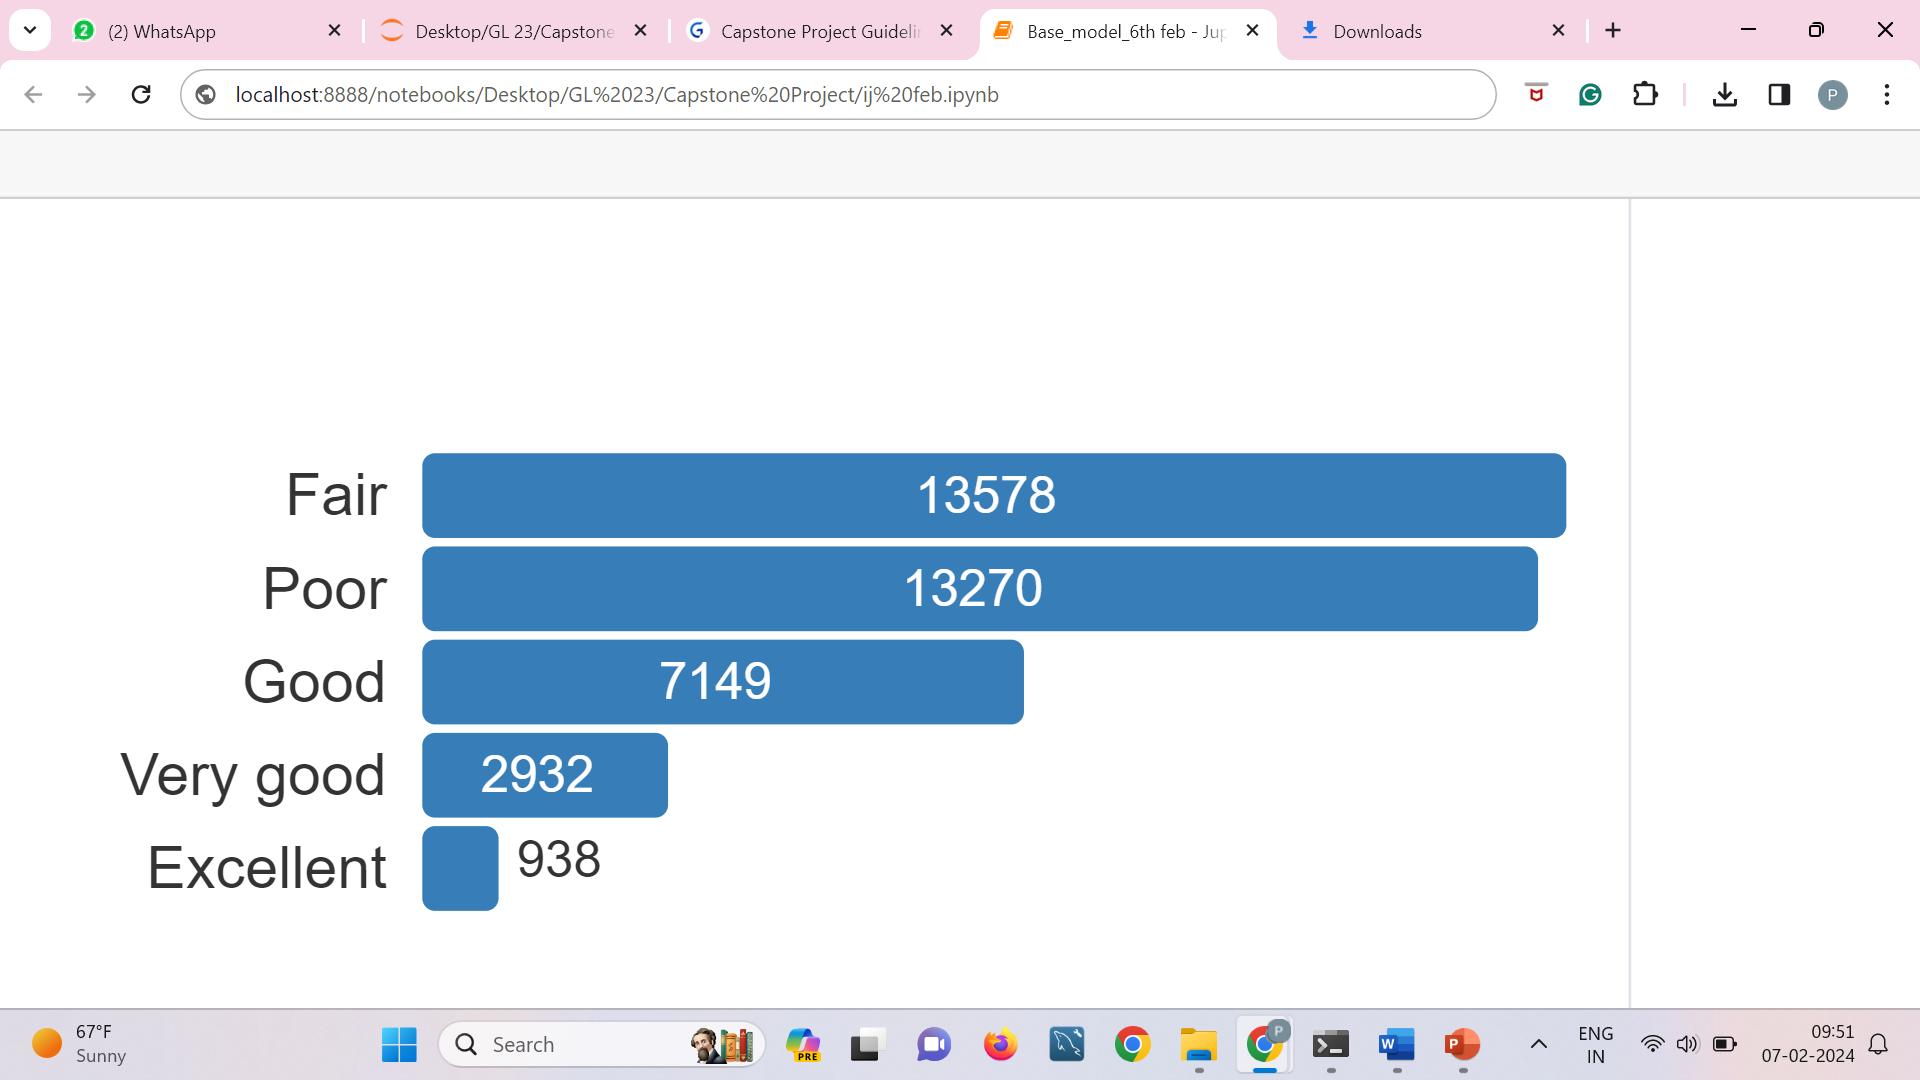 (2) WhatsApp
Desktop/GL 23/Capstone
Capstone Project Guideli
Base_model_6th feb - Jup
Downloads
localhost:8888/notebooks/Desktop/GL%2023/Capstone%20Project/ij%20feb.ipynb
P
Fair 13578
Poor 13270
Good 7149
Very good 2932
Excellent 938
67°F
Sunny
Search
PRE
P
ENG
IN
09:51
07-02-2024